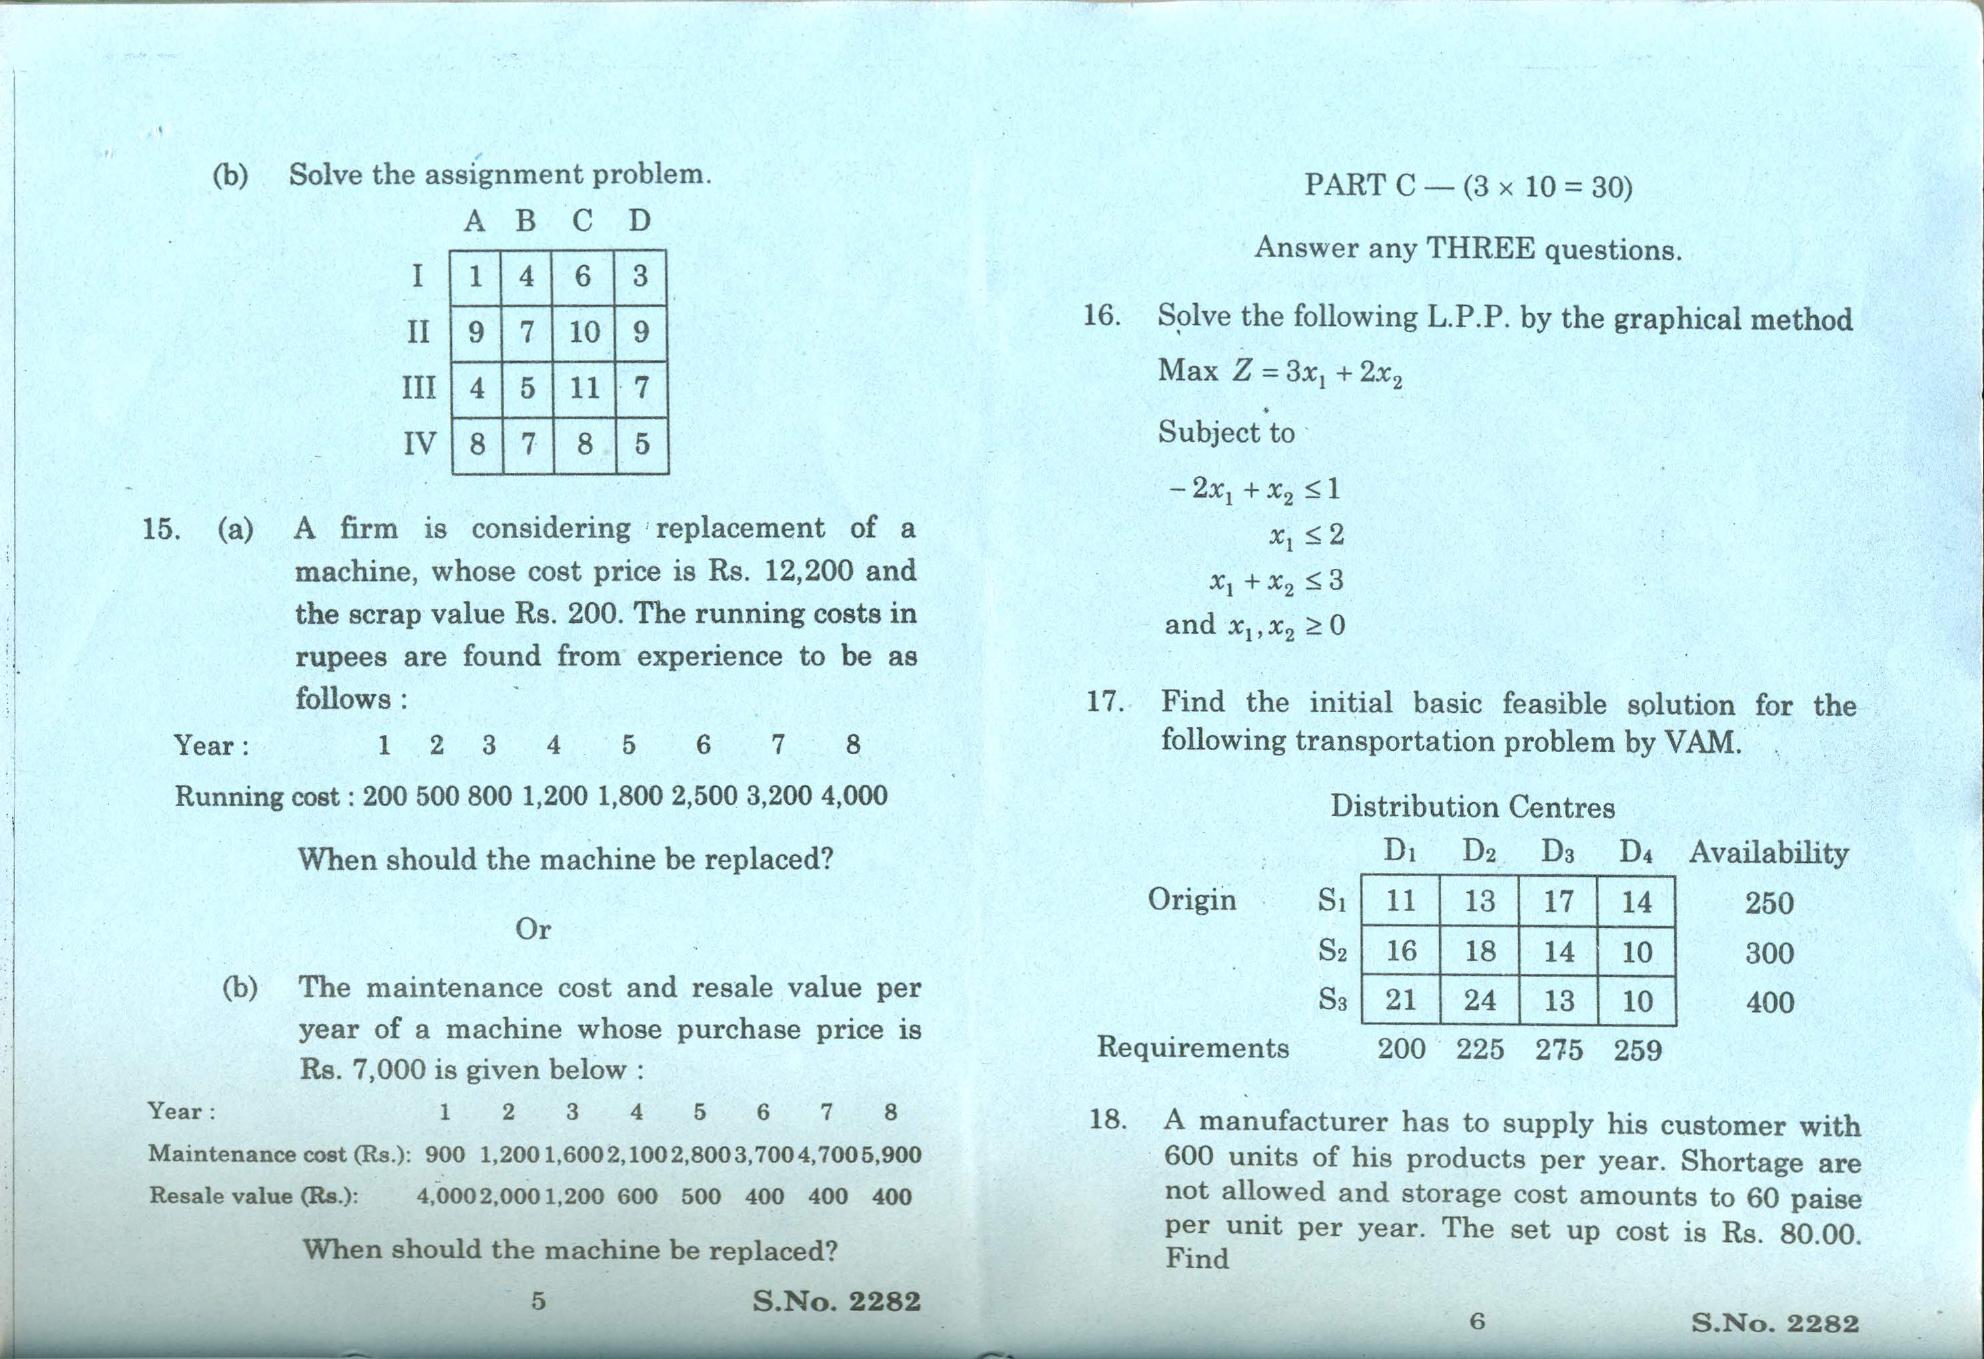 (b) Solve the assignment problem.
A B C D
I 1 4 6 3
II 9 7 10 9
III 4 5 11 7
IV 8 7 8 5
15. (a) A firm is considering replacement of a
machine, whose cost price is Rs. 12,200 and
the scrap value Rs. 200. The running costs in
rupees are found from experience to be as
follows :
Year : 1 2 3 4 5 6 7 8
Running cost : 200 500 800 1,200 1,800 2,500 3,200 4,000
When should the machine be replaced?
Or
(b) The maintenance cost and resale value per
year of a machine whose purchase price is
Rs. 7,000 is given below :
Year : 1 2 3 4 5 6 7 8
Maintenance cost (Rs.): 900 1,200 1,600 2,100 2,800 3,700 4,700 5,900
Resale value (Rs.): 4,000 2,000 1,200 600 500 400 400 400
When should the machine be replaced?
5 S.No. 2282
PART C — (3 × 10 = 30)
Answer any THREE questions.
16. Solve the following L.P.P. by the graphical method
Max Z = 3x₁ + 2x₂
Subject to
− 2x₁ + x₂ ≤ 1
x₁ ≤ 2
x₁ + x₂ ≤ 3
and x₁, x₂ ≥ 0
17. Find the initial basic feasible solution for the
following transportation problem by VAM.
Distribution Centres
D₁ D₂ D₃ D₄ Availability
Origin S₁ 11 13 17 14 250
S₂ 16 18 14 10 300
S₃ 21 24 13 10 400
Requirements 200 225 275 259
18. A manufacturer has to supply his customer with
600 units of his products per year. Shortage are
not allowed and storage cost amounts to 60 paise
per unit per year. The set up cost is Rs. 80.00.
Find
6 S.No. 2282